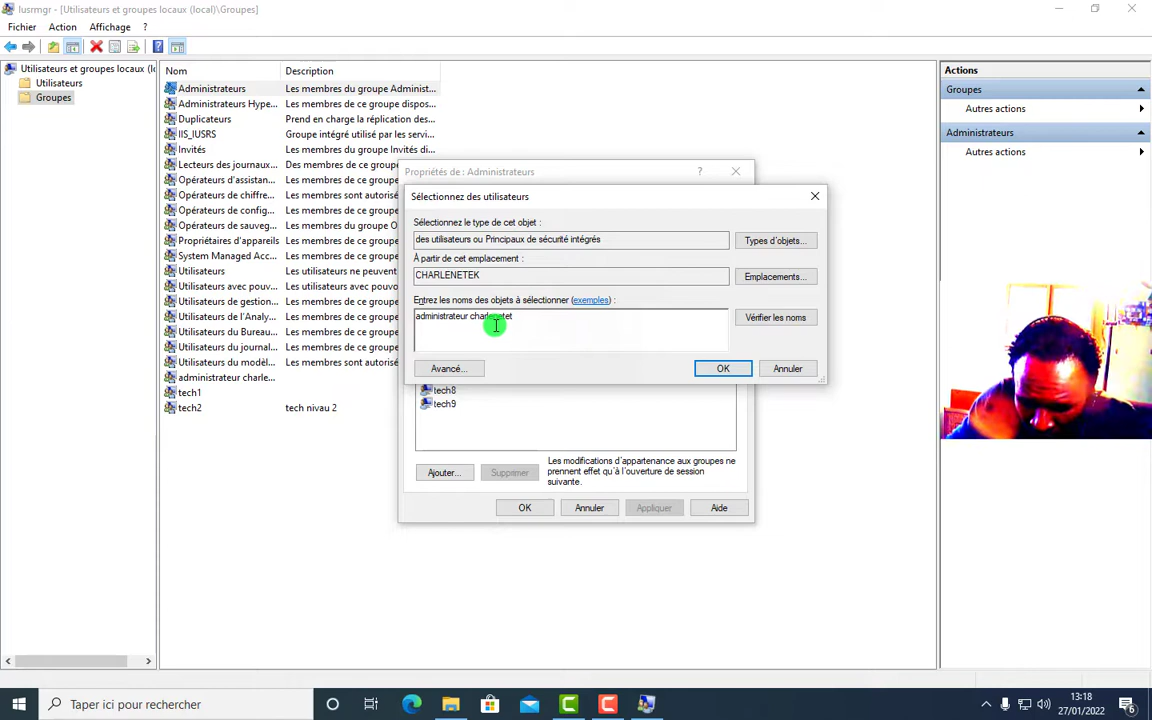 lusrmgr - [Utilisateurs et groupes locaux (local)\Groupes]
Fichier Action Affichage ?
Utilisateurs et groupes locaux (l
Utilisateurs
Groupes
Nom Description
Administrateurs Les membres du groupe Administ...
Administrateurs Hype... Les membres de ce groupe dispos...
Duplicateurs Prend en charge la réplication des...
IIS_IUSRS Groupe intégré utilisé par les servi...
Invités Les membres du groupe Invités di...
Lecteurs des journaux... Des membres de ce groupe
Opérateurs d'assistan... Les membres de ce groupe
Opérateurs de chiffre... Les membres sont autorisé
Opérateurs de config... Les membres de ce groupe
Opérateurs de sauveg... Les membres du groupe O
Propriétaires d'appareils Les membres de ce groupe
System Managed Acc... Les membres de ce groupe
Utilisateurs Les utilisateurs ne peuvent
Utilisateurs avec pou... Les utilisateurs avec pouvoi
Utilisateurs de gestion... Les membres de ce groupe
Utilisateurs de l'Analy... Les membres de ce groupe
Utilisateurs du Bureau... Les membres de ce groupe
Utilisateurs du journal... Les membres de ce groupe
Utilisateurs du modèl... Les membres sont autorisé
administrateur charle...
tech1
tech2 tech nivau 2
Propriétés de : Administrateurs ?
Sélectionnez des utilisateurs
Sélectionnez le type de cet objet :
des utilisateurs ou Principaux de sécurité intégrés Types d'objets...
À partir de cet emplacement :
CHARLENETEK Emplacements...
Entrez les noms des objets à sélectionner (exemples) :
administrateur charlenetet Vérifier les noms
Avancé... OK Annuler
tech8
tech9
Ajouter... Supprimer
Les modifications d'appartenance aux groupes ne
prennent effet qu'à l'ouverture de session
suivante.
OK Annuler Appliquer Aide
Actions
Groupes
Autres actions
Administrateurs
Autres actions
Taper ici pour rechercher
13:18
27/01/2022
6